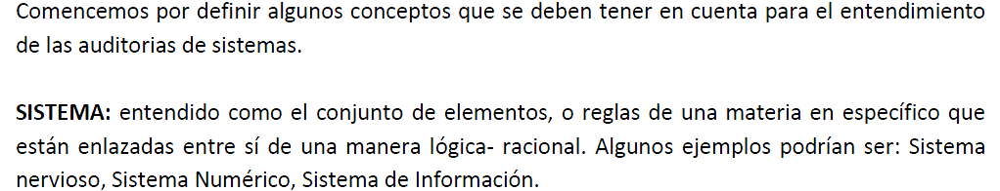 Comencemos por definir algunos conceptos que se deben tener en cuenta para el entendimiento
de las auditorias de sistemas.
SISTEMA: entendido como el conjunto de elementos, o reglas de una materia en específico que
están enlazadas entre sí de una manera lógica- racional. Algunos ejemplos podrían ser: Sistema
nervioso, Sistema Numérico, Sistema de Información.